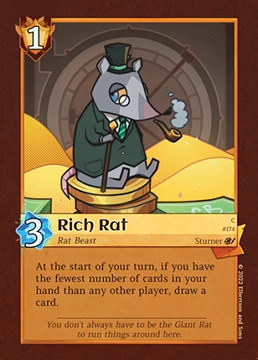 1
C
#174
3
Rich Rat
Rat Beast
Sturner
At the start of your turn, if you have
the fewest number of cards in your
hand than any other player, draw a
card.
You don't always have to be the Giant Rat
to run things around here.
© 2022 Elbertson and Sons